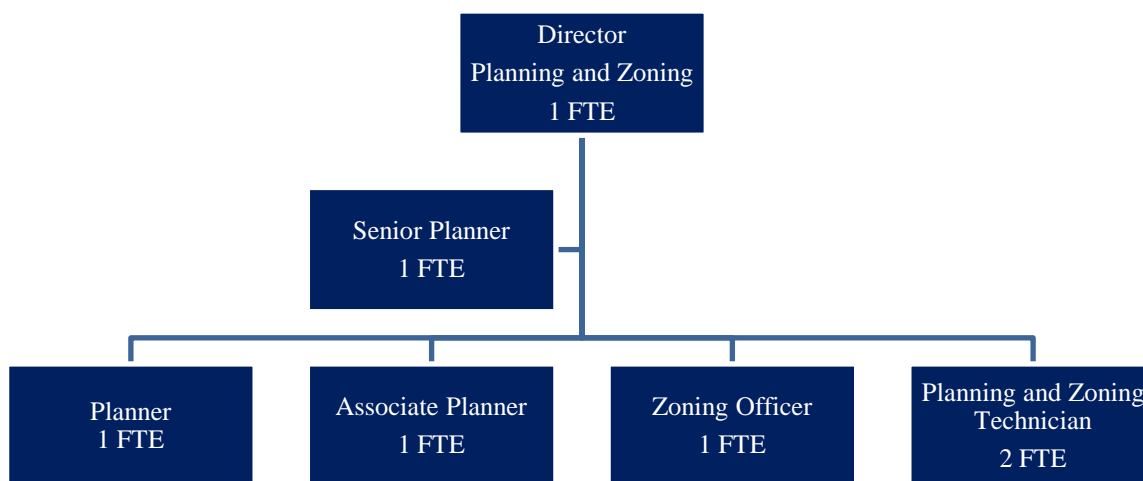 Director
Planning and Zoning
1 FTE
Senior Planner
1 FTE
Planner
1 FTE
Associate Planner
1 FTE
Zoning Officer
1 FTE
Planning and Zoning
Technician
2 FTE